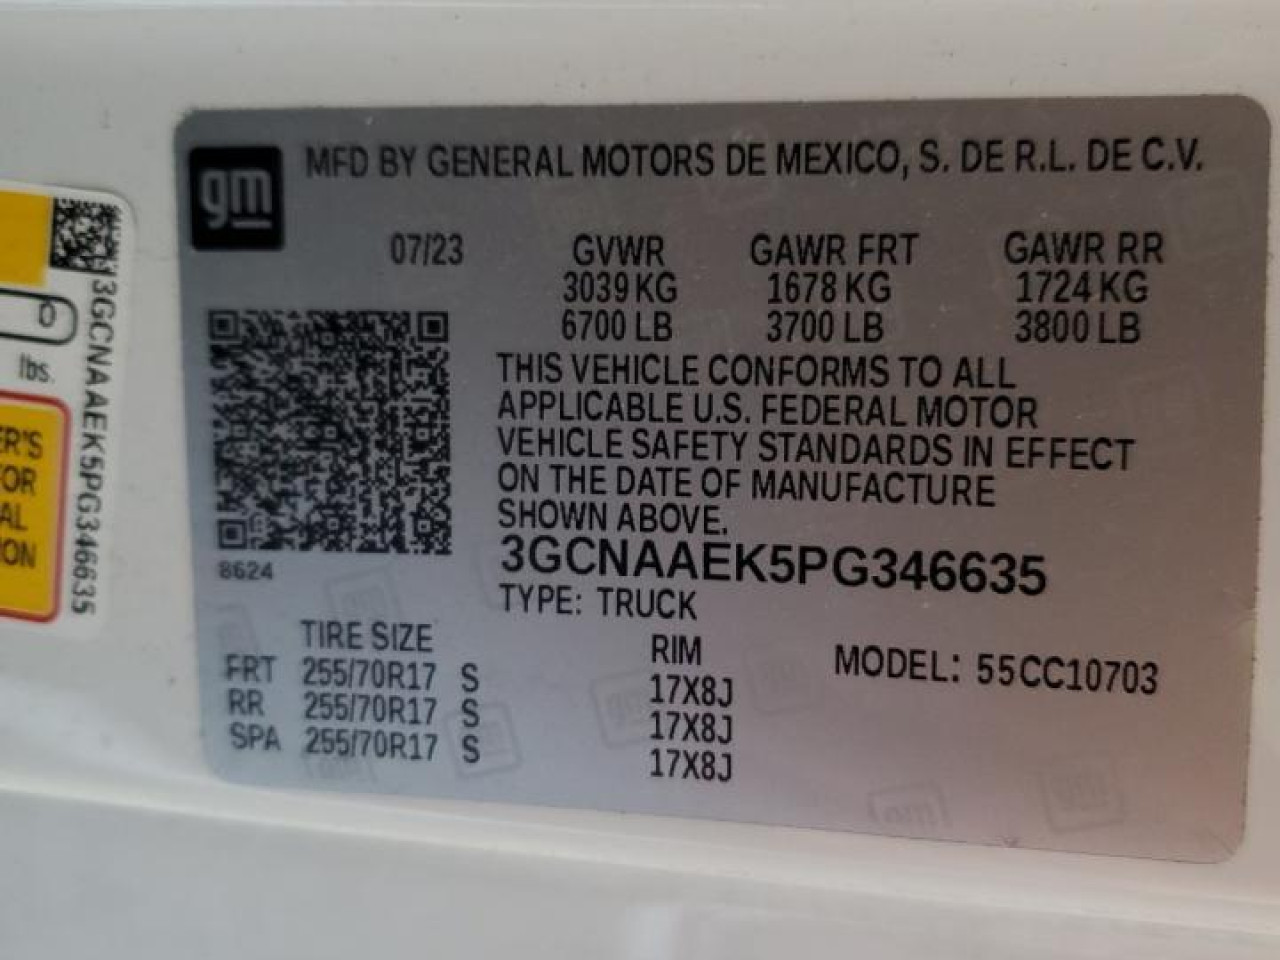 gm
MFD BY GENERAL MOTORS DE MEXICO, S. DE R.L. DE C.V.
07/23 GVWR GAWR FRT GAWR RR
3039 KG 1678 KG 1724 KG
6700 LB 3700 LB 3800 LB
THIS VEHICLE CONFORMS TO ALL
APPLICABLE U.S. FEDERAL MOTOR
VEHICLE SAFETY STANDARDS IN EFFECT
ON THE DATE OF MANUFACTURE
SHOWN ABOVE.
8624
3GCNAAEK5PG346635
TYPE: TRUCK
TIRE SIZE RIM MODEL: 55CC10703
FRT 255/70R17 S 17X8J
RR 255/70R17 S 17X8J
SPA 255/70R17 S 17X8J
0
lbs.
ER'S
FOR
AL
ION
3GCNAAEK5PG346635